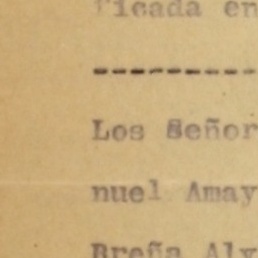 ficada en
---------
Los Señor
nuel Amay
Breña Alv